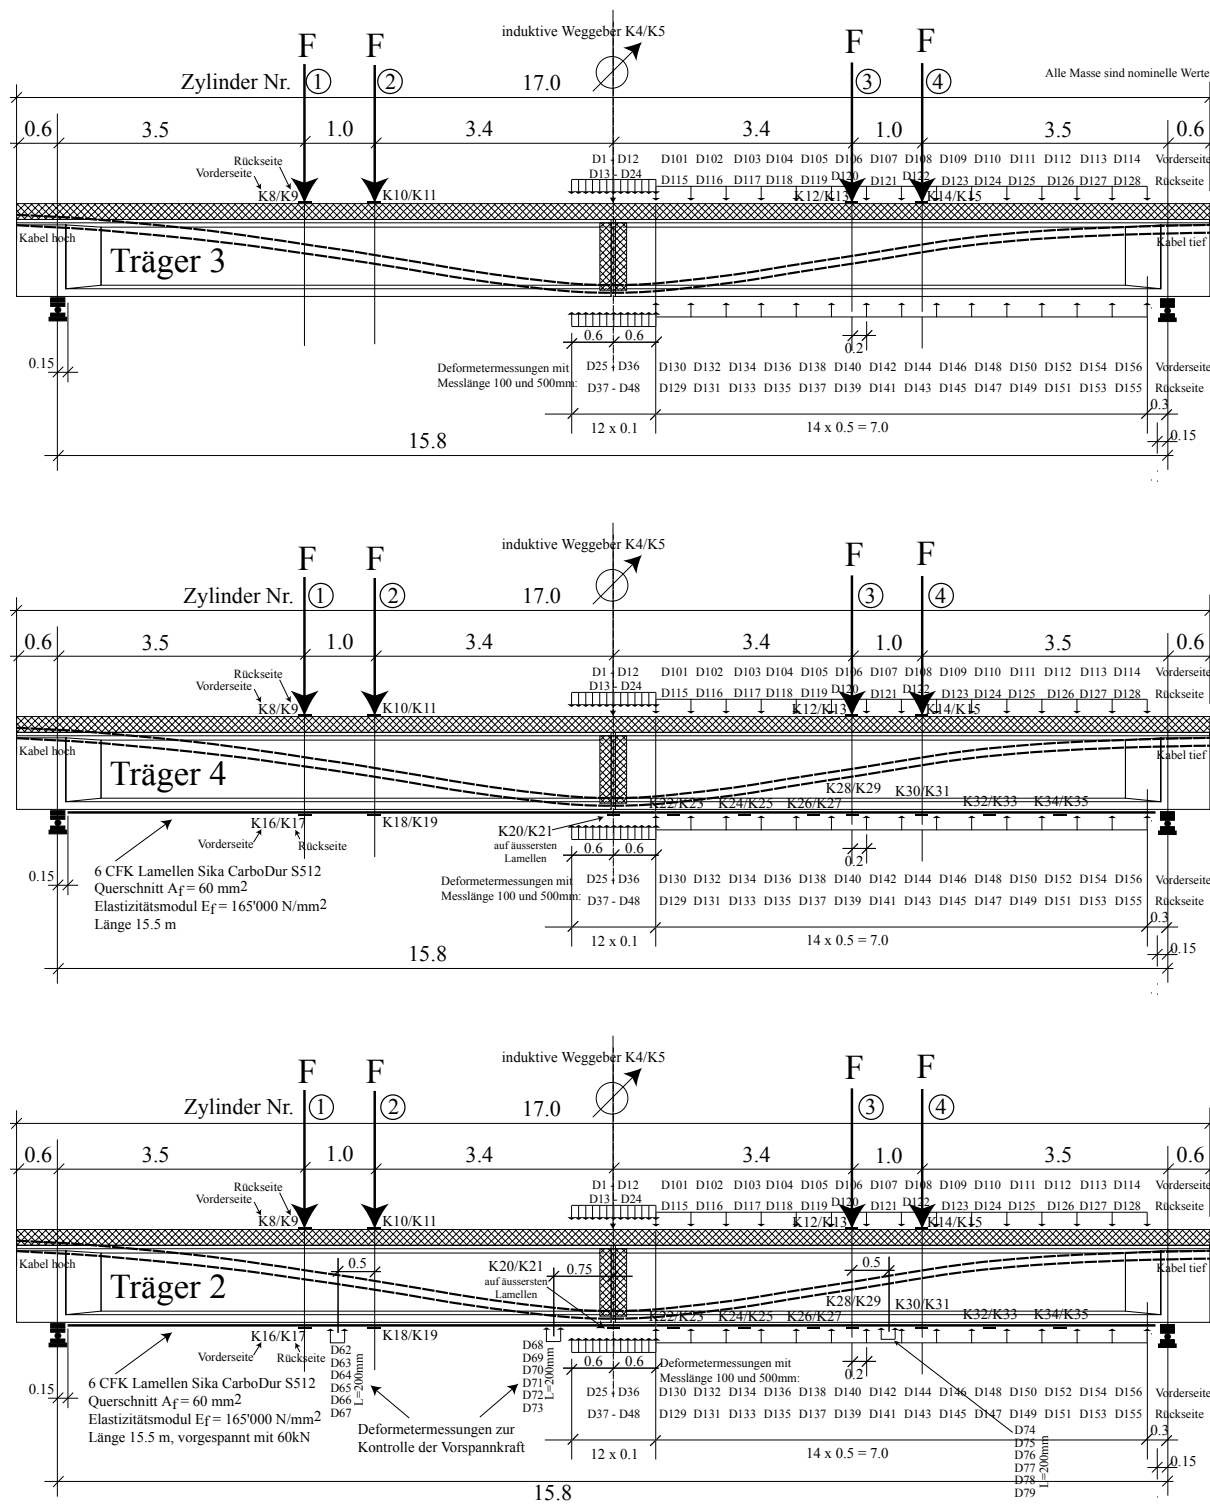 induktive Weggeber K4/K5
F F F F
Zylinder Nr. 1 2 17.0 3 4 Alle Masse sind nominelle Werte
0.6 3.5 1.0 3.4 3.4 1.0 3.5 0.6
Rückseite D1 - D12 D101 D102 D103 D104 D105 D106 D107 D108 D109 D110 D111 D112 D113 D114 Vorderseite
Vorderseite D13 - D24 D115 D116 D117 D118 D119 D120 D121 D122 D123 D124 D125 D126 D127 D128 Rückseite
K8/K9 K10/K11 K12/K13 K14/K15
Kabel hoch Kabel tief
Träger 3
0.6 0.6
0.2
0.15
Deformetermessungen mit D25 - D36 D130 D132 D134 D136 D138 D140 D142 D144 D146 D148 D150 D152 D154 D156 Vorderseite
Messlänge 100 und 500mm: D37 - D48 D129 D131 D133 D135 D137 D139 D141 D143 D145 D147 D149 D151 D153 D155 Rückseite
0.3
12 x 0.1 14 x 0.5 = 7.0
15.8 0.15
induktive Weggeber K4/K5
F F F F
Zylinder Nr. 1 2 17.0 3 4
0.6 3.5 1.0 3.4 3.4 1.0 3.5 0.6
Rückseite D1 - D12 D101 D102 D103 D104 D105 D106 D107 D108 D109 D110 D111 D112 D113 D114 Vorderseite
Vorderseite D13 - D24 D115 D116 D117 D118 D119 D120 D121 D122 D123 D124 D125 D126 D127 D128 Rückseite
K8/K9 K10/K11 K12/K13 K14/K15
Kabel hoch Kabel tief
Träger 4
K28/K29 K30/K31
K22/K23 K24/K25 K26/K27 K32/K33 K34/K35
K16/K17 K18/K19 K20/K21
Vorderseite Rückseite auf äussersten
Lamellen
0.6 0.6
0.2
6 CFK Lamellen Sika CarboDur S512
0.15
Querschnitt Af = 60 mm2
Elastizitätsmodul Ef = 165'000 N/mm2
Länge 15.5 m
Deformetermessungen mit D25 - D36 D130 D132 D134 D136 D138 D140 D142 D144 D146 D148 D150 D152 D154 D156 Vorderseite
Messlänge 100 und 500mm: D37 - D48 D129 D131 D133 D135 D137 D139 D141 D143 D145 D147 D149 D151 D153 D155 Rückseite
0.3
12 x 0.1 14 x 0.5 = 7.0
15.8 0.15
induktive Weggeber K4/K5
F F F F
Zylinder Nr. 1 2 17.0 3 4
0.6 3.5 1.0 3.4 3.4 1.0 3.5 0.6
Rückseite D1 - D12 D101 D102 D103 D104 D105 D106 D107 D108 D109 D110 D111 D112 D113 D114 Vorderseite
Vorderseite D13 - D24 D115 D116 D117 D118 D119 D120 D121 D122 D123 D124 D125 D126 D127 D128 Rückseite
K8/K9 K10/K11 K12/K13 K14/K15
Kabel hoch Kabel tief
0.5 K20/K21 0.75 0.5
auf äussersten
Lamellen
Träger 2
K28/K29 K30/K31
K22/K23 K24/K25 K26/K27 K32/K33 K34/K35
K16/K17 K18/K19
Vorderseite Rückseite
D62
D63
D64
D65
D66
D67
L=200mm
D68
D69
D70
D71
D72
D73
L=200mm
0.6 0.6
0.2
Deformetermessungen mit
Messlänge 100 und 500mm:
0.15
6 CFK Lamellen Sika CarboDur S512
Querschnitt Af = 60 mm2
Elastizitätsmodul Ef = 165'000 N/mm2
Länge 15.5 m, vorgespannt mit 60kN
Deformetermessungen zur
Kontrolle der Vorspannkraft
D25 - D36 D130 D132 D134 D136 D138 D140 D142 D144 D146 D148 D150 D152 D154 D156 Vorderseite
D37 - D48 D129 D131 D133 D135 D137 D139 D141 D143 D145 D147 D149 D151 D153 D155 Rückseite
D74
D75
D76
D77
D78
D79
L=200mm
0.3
12 x 0.1 14 x 0.5 = 7.0
0.15
15.8